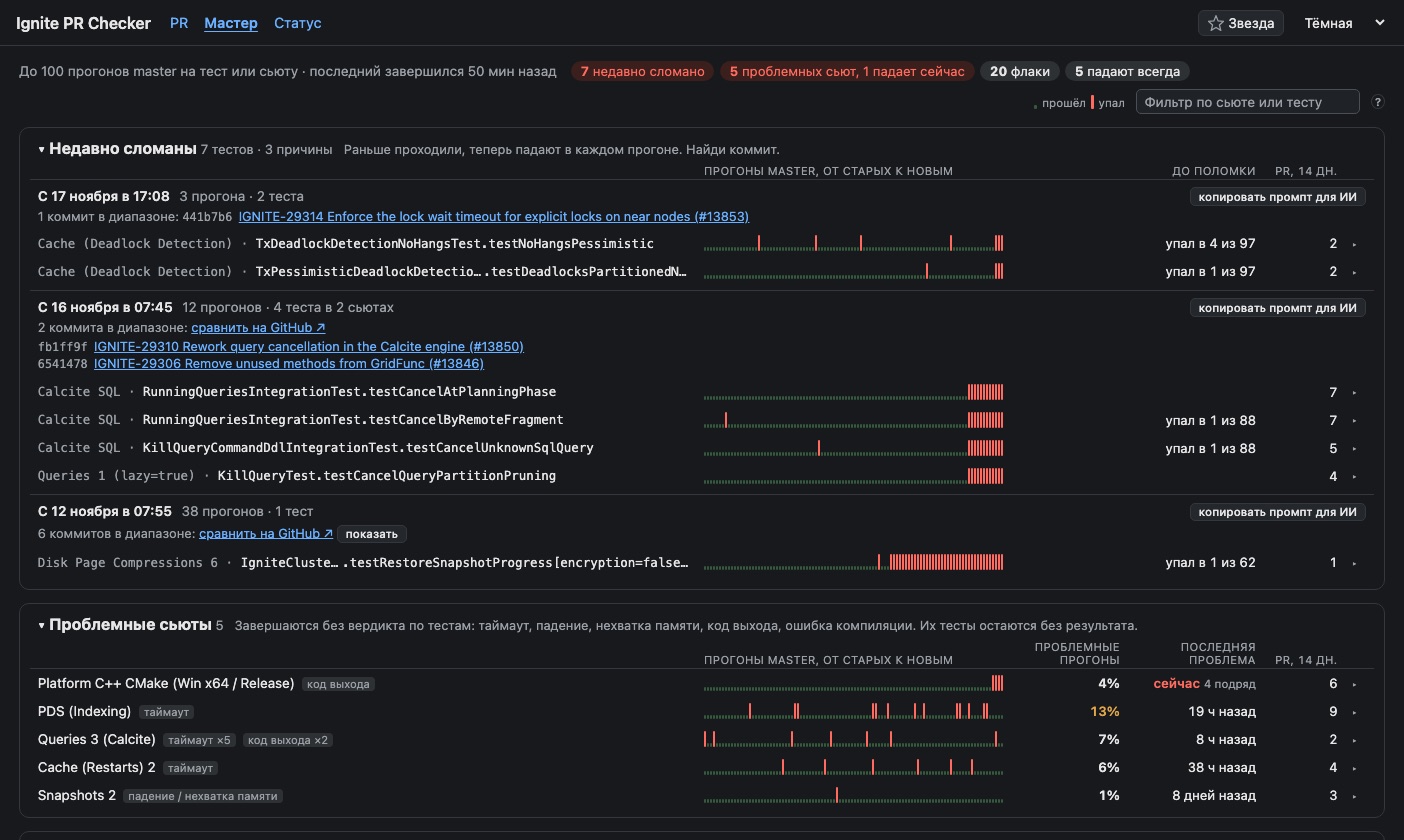 Ignite PR Checker PR Мастер Статус Звезда Тёмная
До 100 прогонов master на тест или сьюту · последний завершился 50 мин назад 7 недавно сломано 5 проблемных сьют, 1 падает сейчас 20 флаки 5 падают всегда
прошёл упал Фильтр по сьюте или тесту ?
▾ Недавно сломаны 7 тестов · 3 причины Раньше проходили, теперь падают в каждом прогоне. Найди коммит.
ПРОГОНЫ MASTER, ОТ СТАРЫХ К НОВЫМ ДО ПОЛОМКИ PR, 14 ДН.
С 17 ноября в 17:08 3 прогона · 2 теста копировать промпт для ИИ
1 коммит в диапазоне: 441b7b6 IGNITE-29314 Enforce the lock wait timeout for explicit locks on near nodes (#13853)
Cache (Deadlock Detection) · TxDeadlockDetectionNoHangsTest.testNoHangsPessimistic упал в 4 из 97 2 ▸
Cache (Deadlock Detection) · TxPessimisticDeadlockDetectio….testDeadlocksPartitionedN… упал в 1 из 97 2 ▸
С 16 ноября в 07:45 12 прогонов · 4 теста в 2 сьютах копировать промпт для ИИ
2 коммита в диапазоне: сравнить на GitHub ↗
fb1ff9f IGNITE-29310 Rework query cancellation in the Calcite engine (#13850)
6541478 IGNITE-29306 Remove unused methods from GridFunc (#13846)
Calcite SQL · RunningQueriesIntegrationTest.testCancelAtPlanningPhase 7 ▸
Calcite SQL · RunningQueriesIntegrationTest.testCancelByRemoteFragment упал в 1 из 88 7 ▸
Calcite SQL · KillQueryCommandDdlIntegrationTest.testCancelUnknownSqlQuery упал в 1 из 88 5 ▸
Queries 1 (lazy=true) · KillQueryTest.testCancelQueryPartitionPruning 4 ▸
С 12 ноября в 07:55 38 прогонов · 1 тест копировать промпт для ИИ
6 коммитов в диапазоне: сравнить на GitHub ↗ показать
Disk Page Compressions 6 · IgniteCluste….testRestoreSnapshotProgress[encryption=false… упал в 1 из 62 1 ▸
▾ Проблемные сьюты 5 Завершаются без вердикта по тестам: таймаут, падение, нехватка памяти, код выхода, ошибка компиляции. Их тесты остаются без результата.
ПРОГОНЫ MASTER, ОТ СТАРЫХ К НОВЫМ ПРОБЛЕМНЫЕ ПРОГОНЫ ПОСЛЕДНЯЯ ПРОБЛЕМА PR, 14 ДН.
Platform C++ CMake (Win x64 / Release) код выхода 4% сейчас 4 подряд 6 ▸
PDS (Indexing) таймаут 13% 19 ч назад 9 ▸
Queries 3 (Calcite) таймаут ×5 код выхода ×2 7% 8 ч назад 2 ▸
Cache (Restarts) 2 таймаут 6% 38 ч назад 4 ▸
Snapshots 2 падение / нехватка памяти 1% 8 дней назад 3 ▸